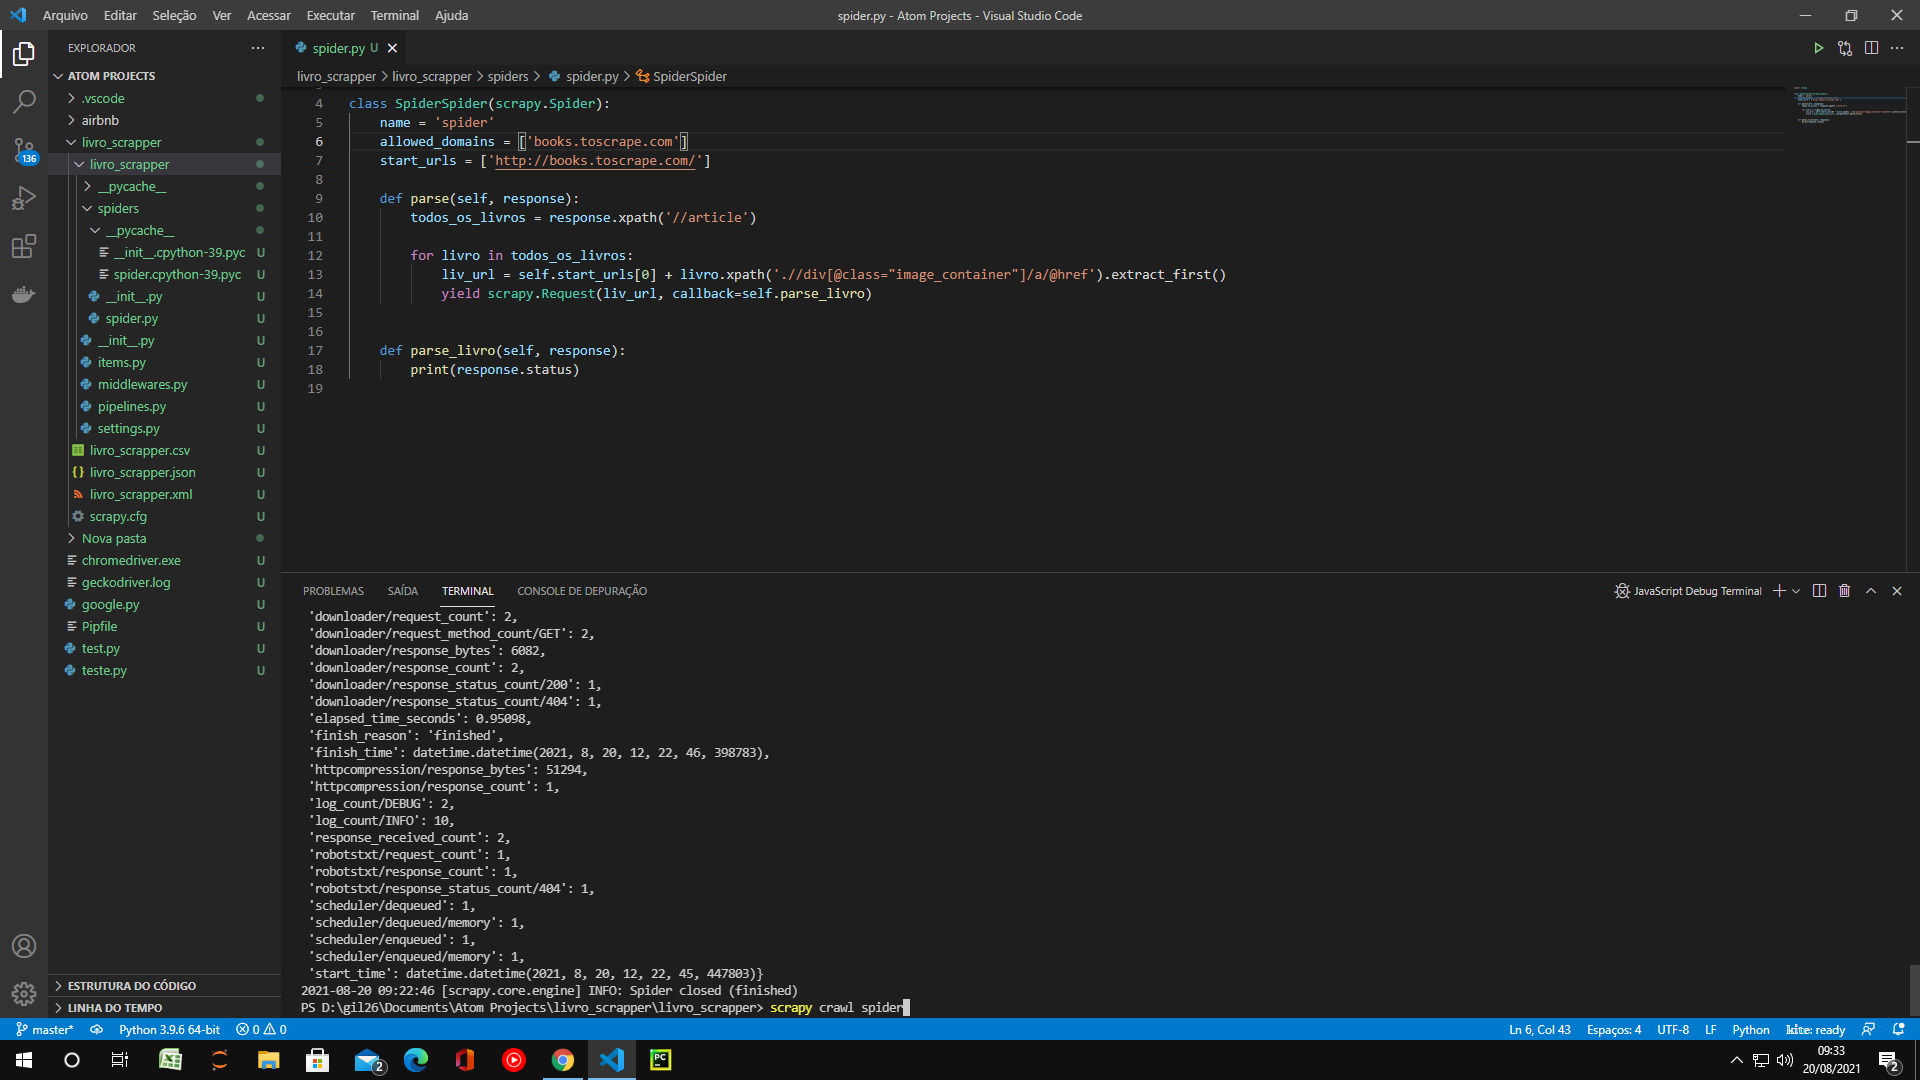 Arquivo Editar Seleção Ver Acessar Executar Terminal Ajuda
spider.py - Atom Projects - Visual Studio Code
EXPLORADOR
spider.py U
ATOM PROJECTS
livro_scrapper > livro_scrapper > spiders > spider.py > SpiderSpider
.vscode
airbnb
livro_scrapper
livro_scrapper
__pycache__
spiders
__pycache__
__init__.cpython-39.pyc U
spider.cpython-39.pyc U
__init__.py U
spider.py U
__init__.py U
items.py U
middlewares.py U
pipelines.py U
settings.py U
livro_scrapper.csv U
livro_scrapper.json U
livro_scrapper.xml U
scrapy.cfg U
Nova pasta
chromedriver.exe U
geckodriver.log U
google.py U
Pipfile U
test.py U
teste.py U
ESTRUTURA DO CÓDIGO
LINHA DO TEMPO
136
4 class SpiderSpider(scrapy.Spider):
5 name = 'spider'
6 allowed_domains = ['books.toscrape.com']
7 start_urls = ['http://books.toscrape.com/']
8
9 def parse(self, response):
10 todos_os_livros = response.xpath('//article')
11
12 for livro in todos_os_livros:
13 liv_url = self.start_urls[0] + livro.xpath('.//div[@class="image_container"]/a/@href').extract_first()
14 yield scrapy.Request(liv_url, callback=self.parse_livro)
15
16
17 def parse_livro(self, response):
18 print(response.status)
19
PROBLEMAS SAÍDA TERMINAL CONSOLE DE DEPURAÇÃO
JavaScript Debug Terminal
'downloader/request_count': 2,
'downloader/request_method_count/GET': 2,
'downloader/response_bytes': 6082,
'downloader/response_count': 2,
'downloader/response_status_count/200': 1,
'downloader/response_status_count/404': 1,
'elapsed_time_seconds': 0.95098,
'finish_reason': 'finished',
'finish_time': datetime.datetime(2021, 8, 20, 12, 22, 46, 398783),
'httpcompression/response_bytes': 51294,
'httpcompression/response_count': 1,
'log_count/DEBUG': 2,
'log_count/INFO': 10,
'response_received_count': 2,
'robotstxt/request_count': 1,
'robotstxt/response_count': 1,
'robotstxt/response_status_count/404': 1,
'scheduler/dequeued': 1,
'scheduler/dequeued/memory': 1,
'scheduler/enqueued': 1,
'scheduler/enqueued/memory': 1,
'start_time': datetime.datetime(2021, 8, 20, 12, 22, 45, 447803)}
2021-08-20 09:22:46 [scrapy.core.engine] INFO: Spider closed (finished)
PS D:\gil26\Documents\Atom Projects\livro_scrapper\livro_scrapper> scrapy crawl spider
master* Python 3.9.6 64-bit 0 0
Ln 6, Col 43 Espaços: 4 UTF-8 LF Python kite: ready
2
PC
09:33
20/08/2021
2